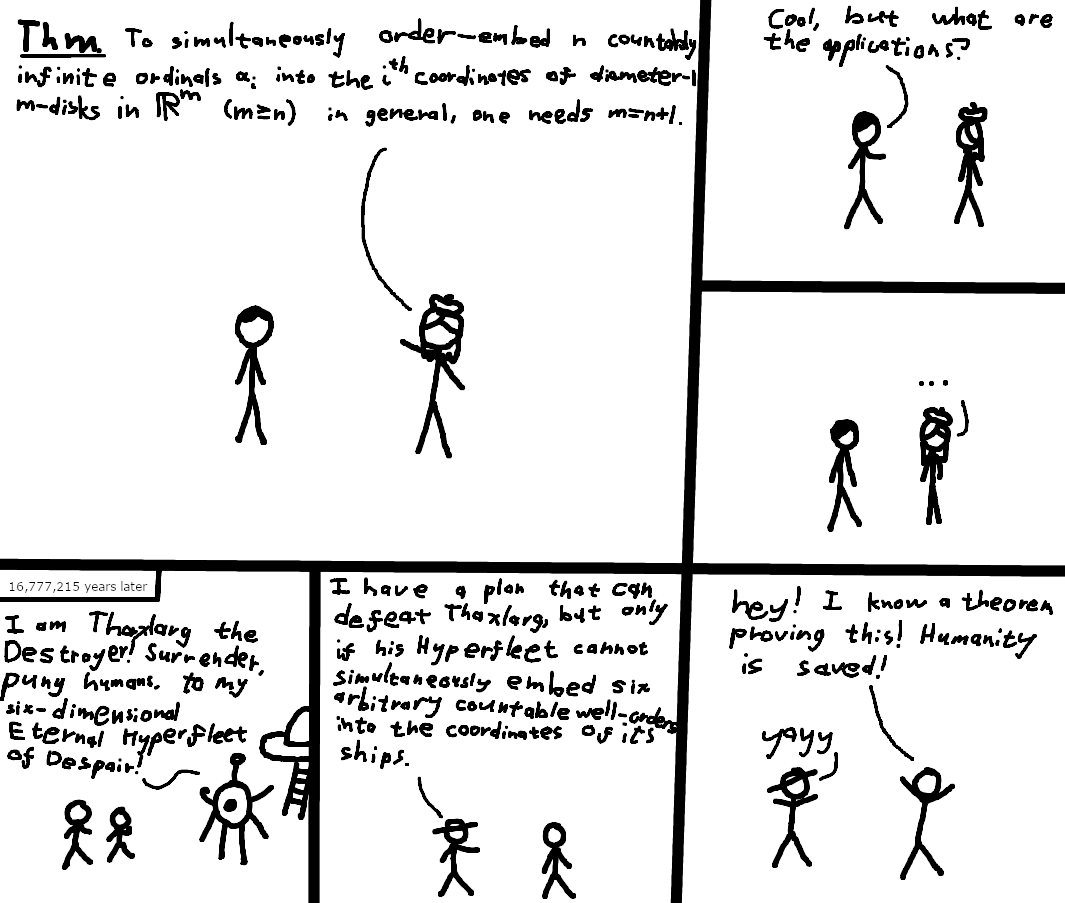 Thm To simultaneously order-embed n countably
infinite ordinals αᵢ into the iᵗʰ coordinates of diameter-1
m-disks in ℝᵐ (m≥n) in general, one needs m=n+1.
Cool, but what are
the applications?
...
16,777,215 years later
I am Thaxlarg the
Destroyer! Surrender,
puny humans, to my
six-dimensional
Eternal Hyperfleet
of Despair!
I have a plan that can
defeat Thaxlarg, but only
if his Hyperfleet cannot
simultaneously embed six
arbitrary countable well-orders
into the coordinates of it's
ships.
hey! I know a theorem
proving this! Humanity
is saved!
yayy